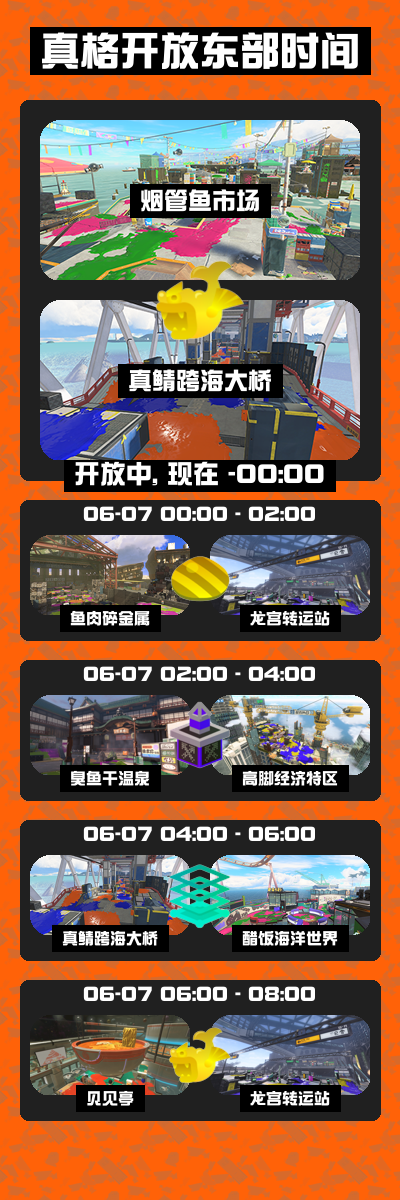 真格开放东部时间
烟管鱼市场
真鲭跨海大桥
开放中, 现在 -00:00
06-07 00:00 - 02:00
鱼肉碎金属
龙宫转运站
06-07 02:00 - 04:00
臭鱼干温泉
高脚经济特区
06-07 04:00 - 06:00
真鲭跨海大桥
醋饭海洋世界
06-07 06:00 - 08:00
贝贝亭
龙宫转运站